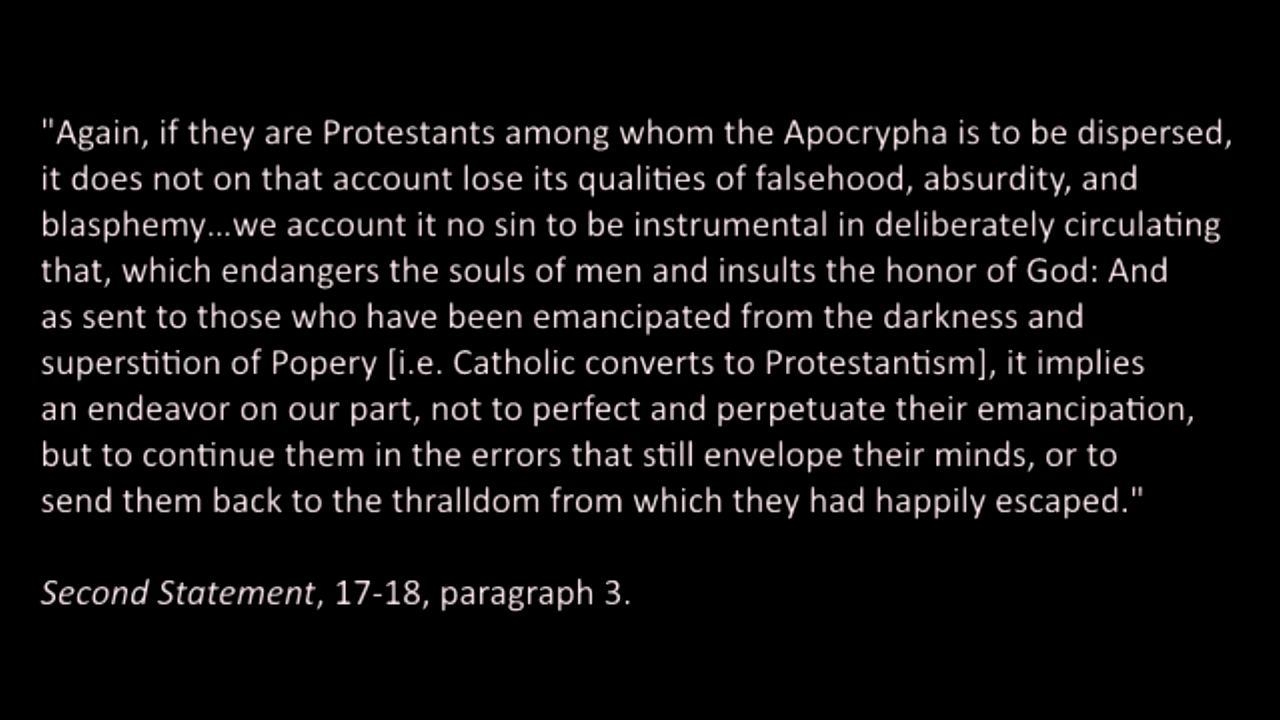 "Again, if they are Protestants among whom the Apocrypha is to be dispersed,
it does not on that account lose its qualities of falsehood, absurdity, and
blasphemy...we account it no sin to be instrumental in deliberately circulating
that, which endangers the souls of men and insults the honor of God: And
as sent to those who have been emancipated from the darkness and
superstition of Popery [i.e. Catholic converts to Protestantism], it implies
an endeavor on our part, not to perfect and perpetuate their emancipation,
but to continue them in the errors that still envelope their minds, or to
send them back to the thralldom from which they had happily escaped."
Second Statement, 17-18, paragraph 3.